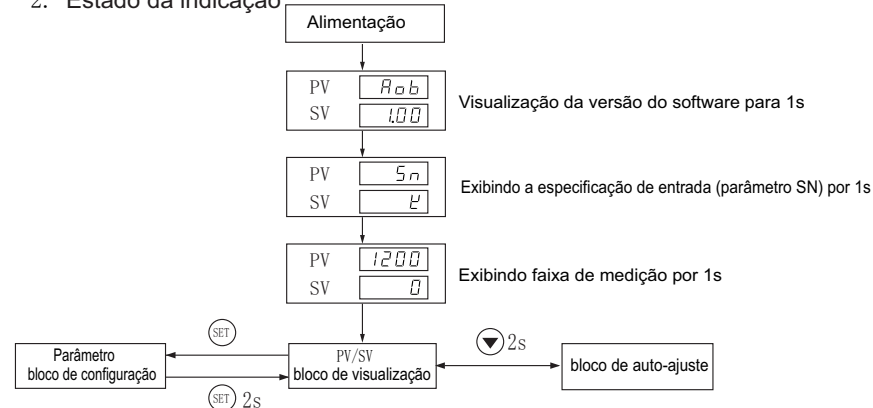 2. Estado da indicação
Alimentação
PV Aob
SV 1.00
Visualização da versão do software para 1s
PV Sn
SV
Exibindo a especificação de entrada (parâmetro SN) por 1s
PV 1200
SV 0
Exibindo faixa de medição por 1s
SET
Parâmetro
bloco de configuração
SET 2s
PV/SV
bloco de visualização
2s
bloco de auto-ajuste